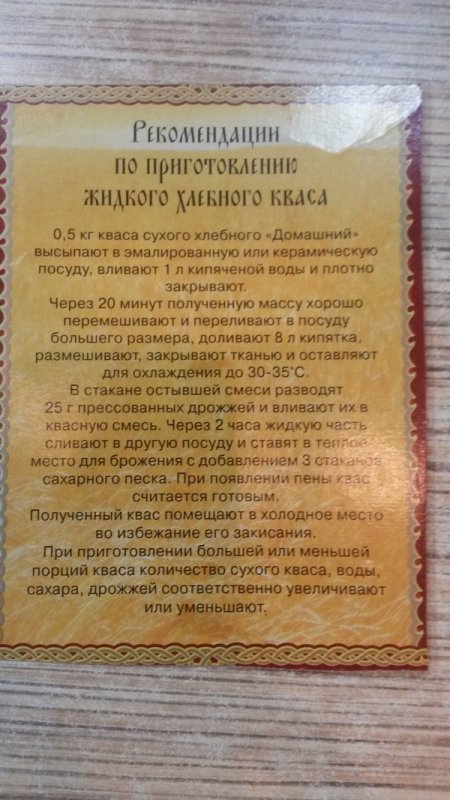 Рекомендации
по приготовлению
жидкого хлебного кваса
0,5 кг кваса сухого хлебного «Домашний»
высыпают в эмалированную или керамическую
посуду, вливают 1 л кипяченой воды и плотно
закрывают.
Через 20 минут полученную массу хорошо
перемешивают и переливают в посуду
большего размера, доливают 8 л кипятка,
размешивают, закрывают тканью и оставляют
для охлаждения до 30-35°С.
В стакане остывшей смеси разводят
25 г прессованных дрожжей и вливают их в
квасную смесь. Через 2 часа жидкую часть
сливают в другую посуду и ставят в теплое
место для брожения с добавлением 3 стаканов
сахарного песка. При появлении пены квас
считается готовым.
Полученный квас помещают в холодное место
во избежание его закисания.
При приготовлении большей или меньшей
порций кваса количество сухого кваса, воды,
сахара, дрожжей соответственно увеличивают
или уменьшают.